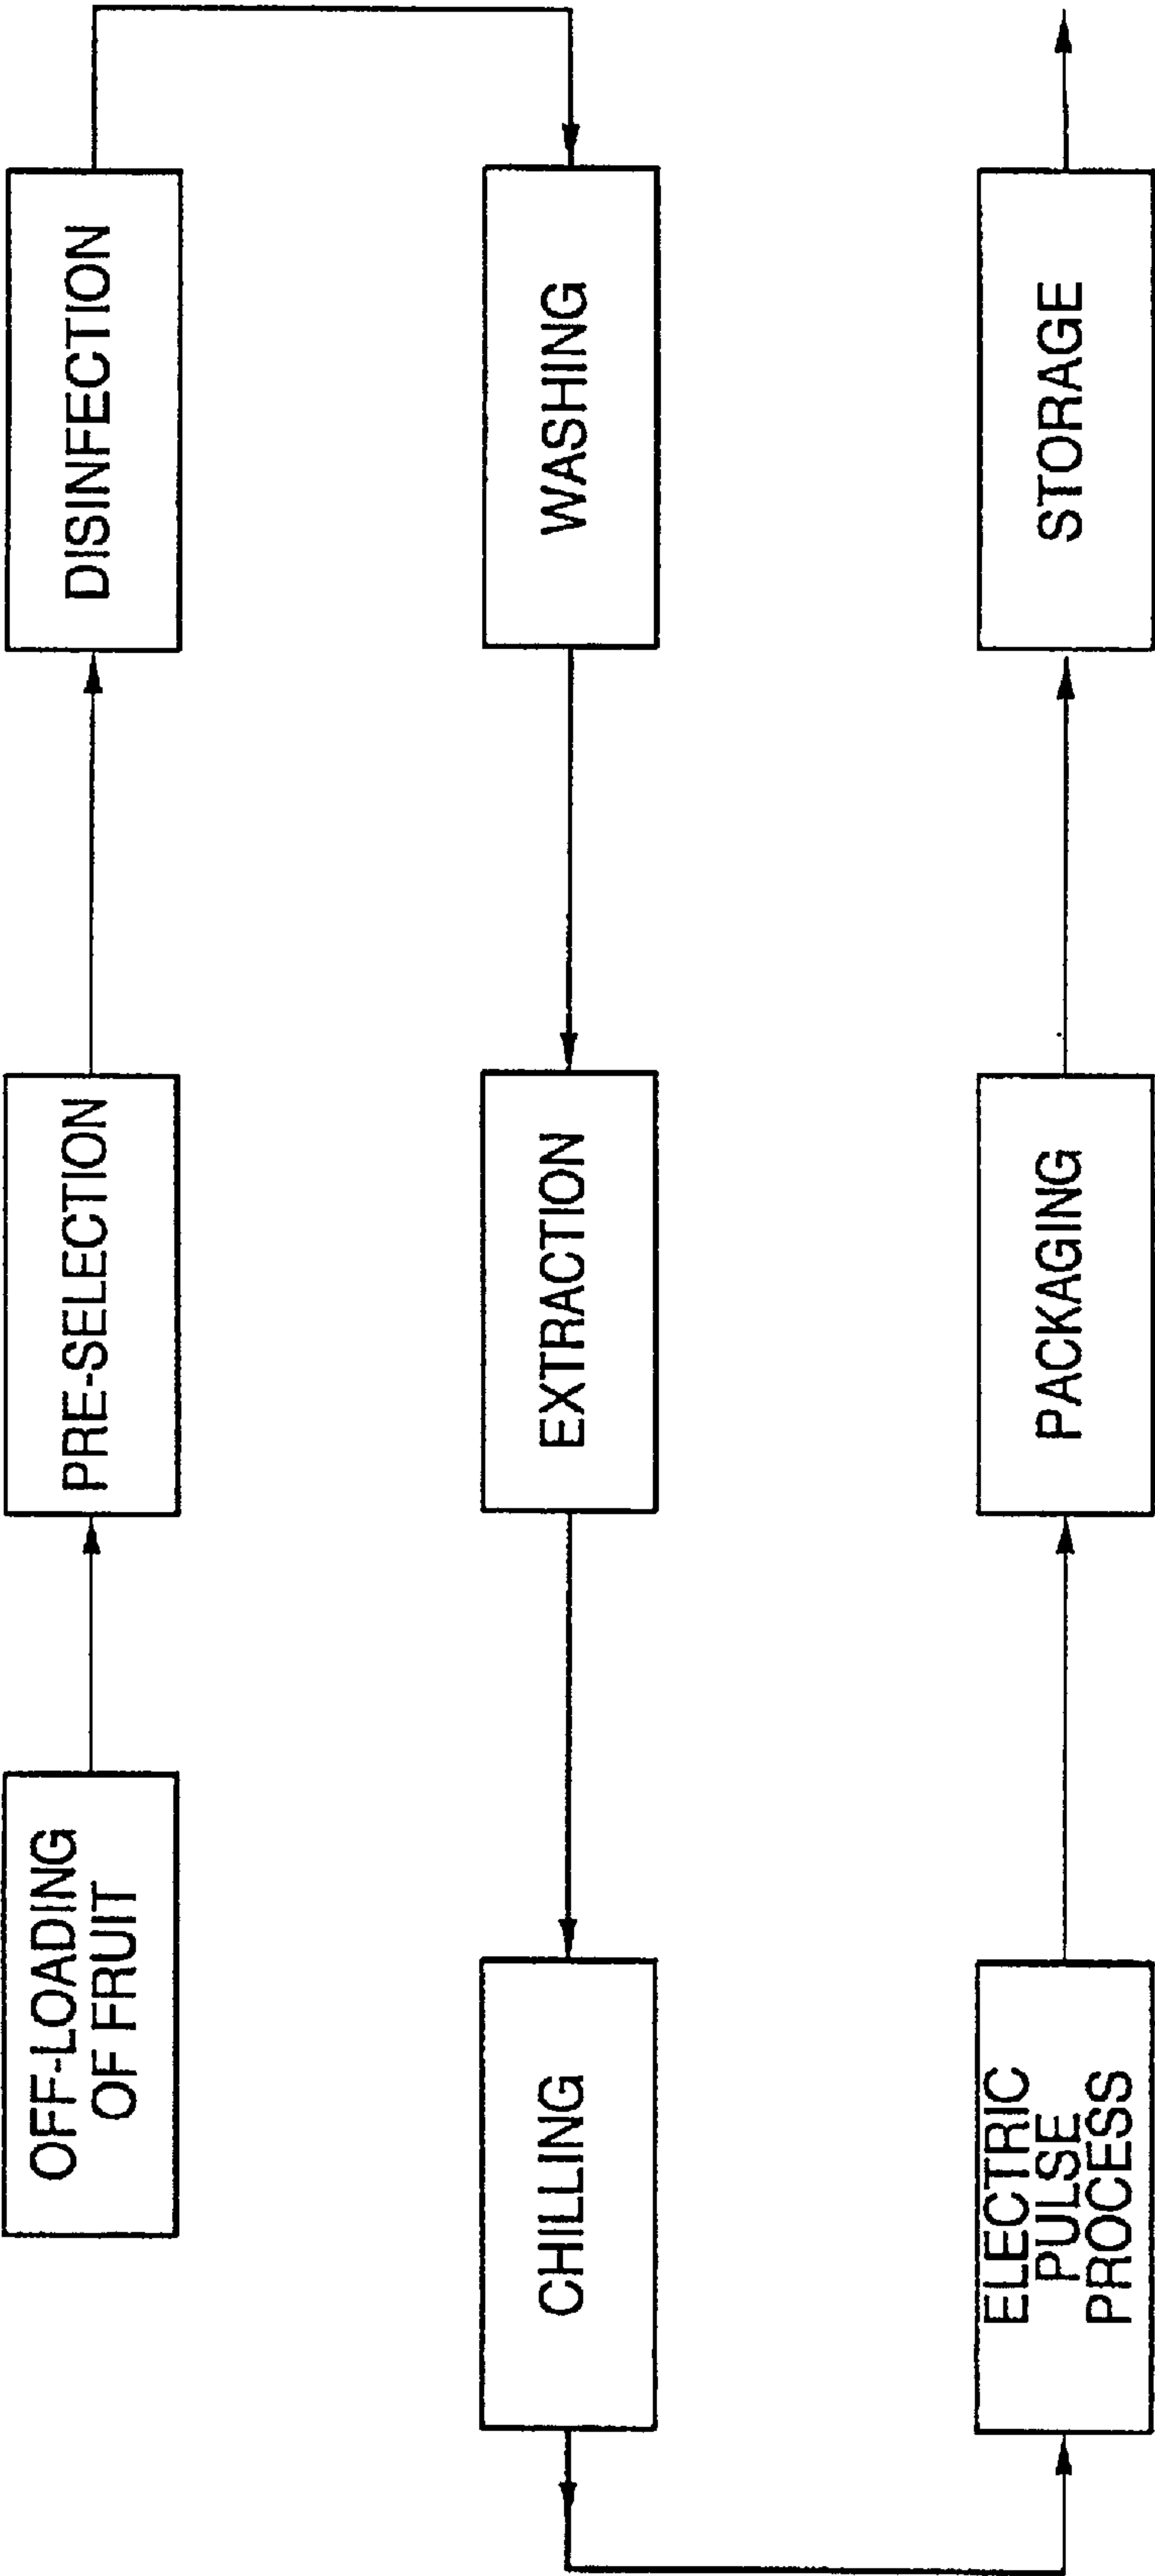 OFF-LOADING
OF FRUIT
PRE-SELECTION
DISINFECTION
WASHING
EXTRACTION
CHILLING
ELECTRIC
PULSE
PROCESS
PACKAGING
STORAGE